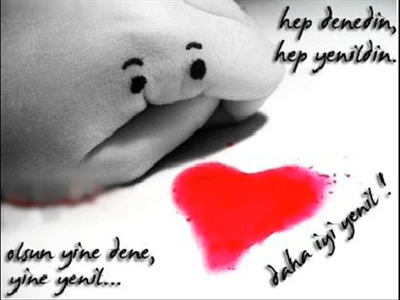 hep denedin,
hep yenildin.
olsun yine dene,
yine yenil...
daha iyi yenil!